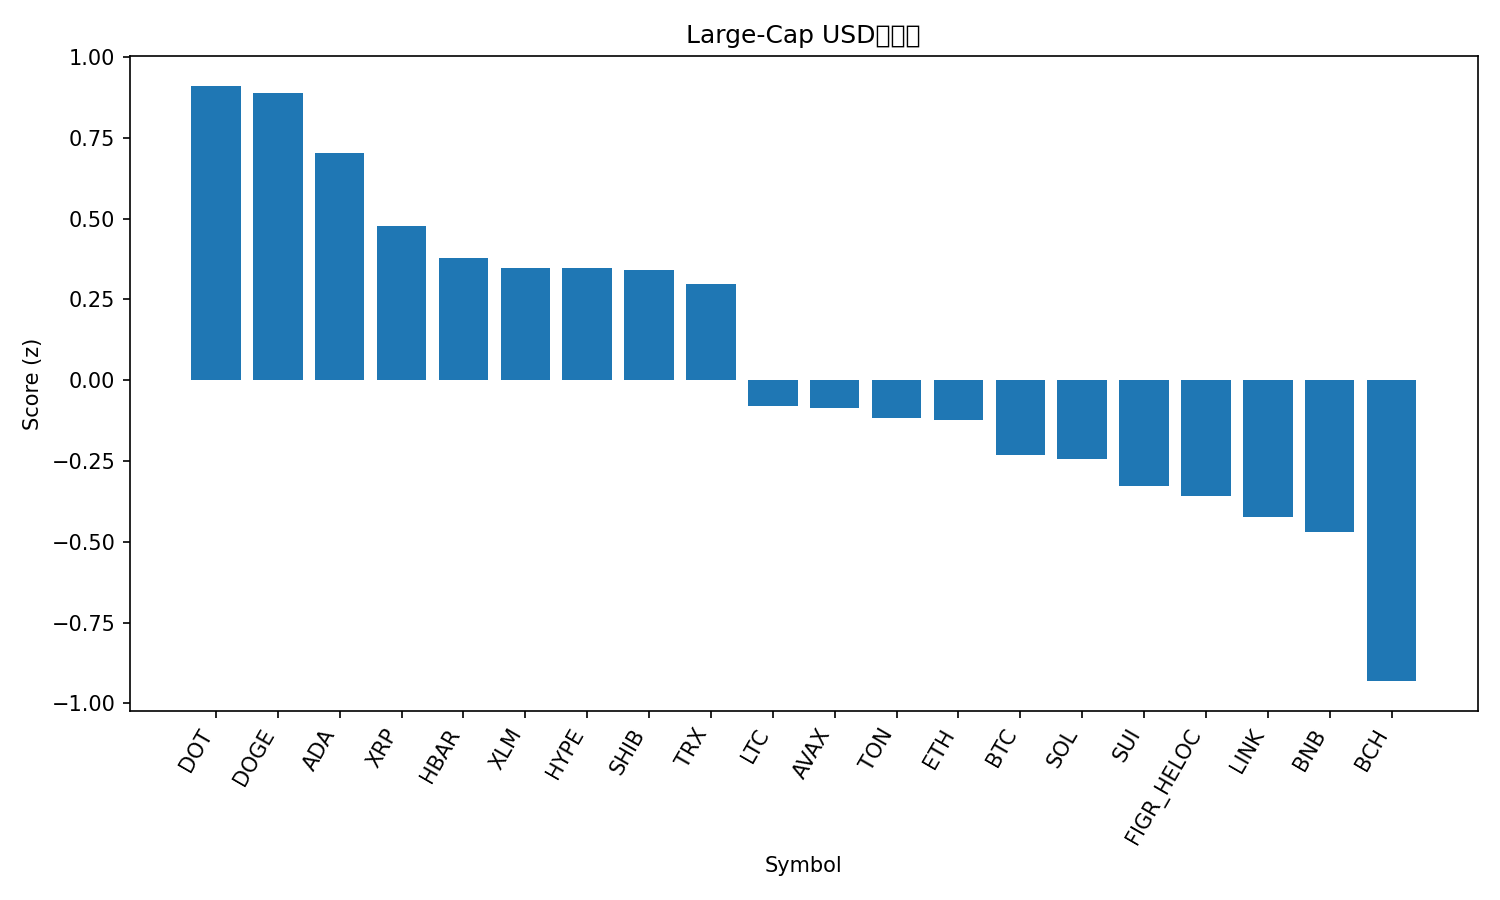 Large-Cap USD
1.00
0.75
0.50
0.25
0.00
−0.25
−0.50
−0.75
−1.00
Score (z)
DOT
DOGE
ADA
XRP
HBAR
XLM
HYPE
SHIB
TRX
LTC
AVAX
TON
ETH
BTC
SOL
SUI
FIGR_HELOC
LINK
BNB
BCH
Symbol